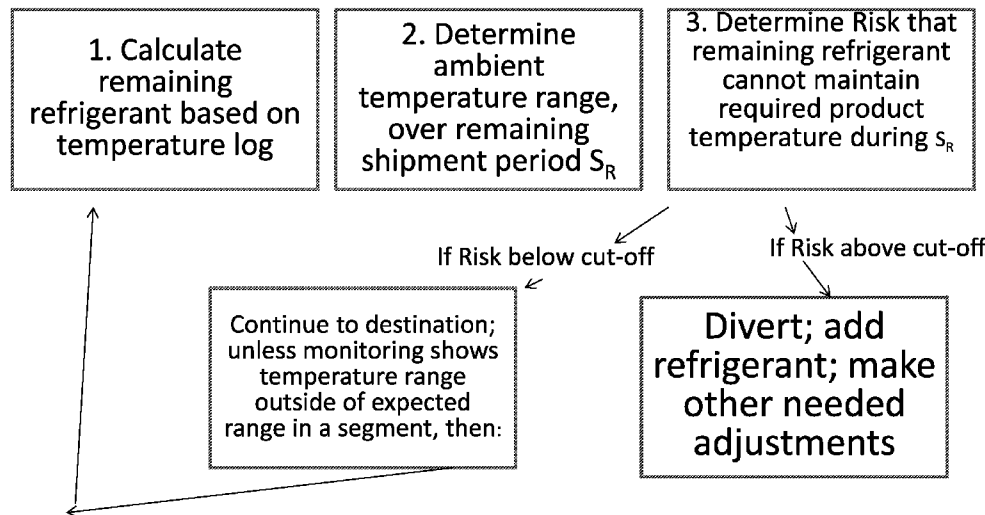 1. Calculate
remaining
refrigerant based on
temperature log
2. Determine
ambient
temperature range,
over remaining
shipment period S_R
3. Determine Risk that
remaining refrigerant
cannot maintain
required product
temperature during s_R
If Risk below cut-off
If Risk above cut-off
Continue to destination;
unless monitoring shows
temperature range
outside of expected
range in a segment, then:
Divert; add
refrigerant; make
other needed
adjustments